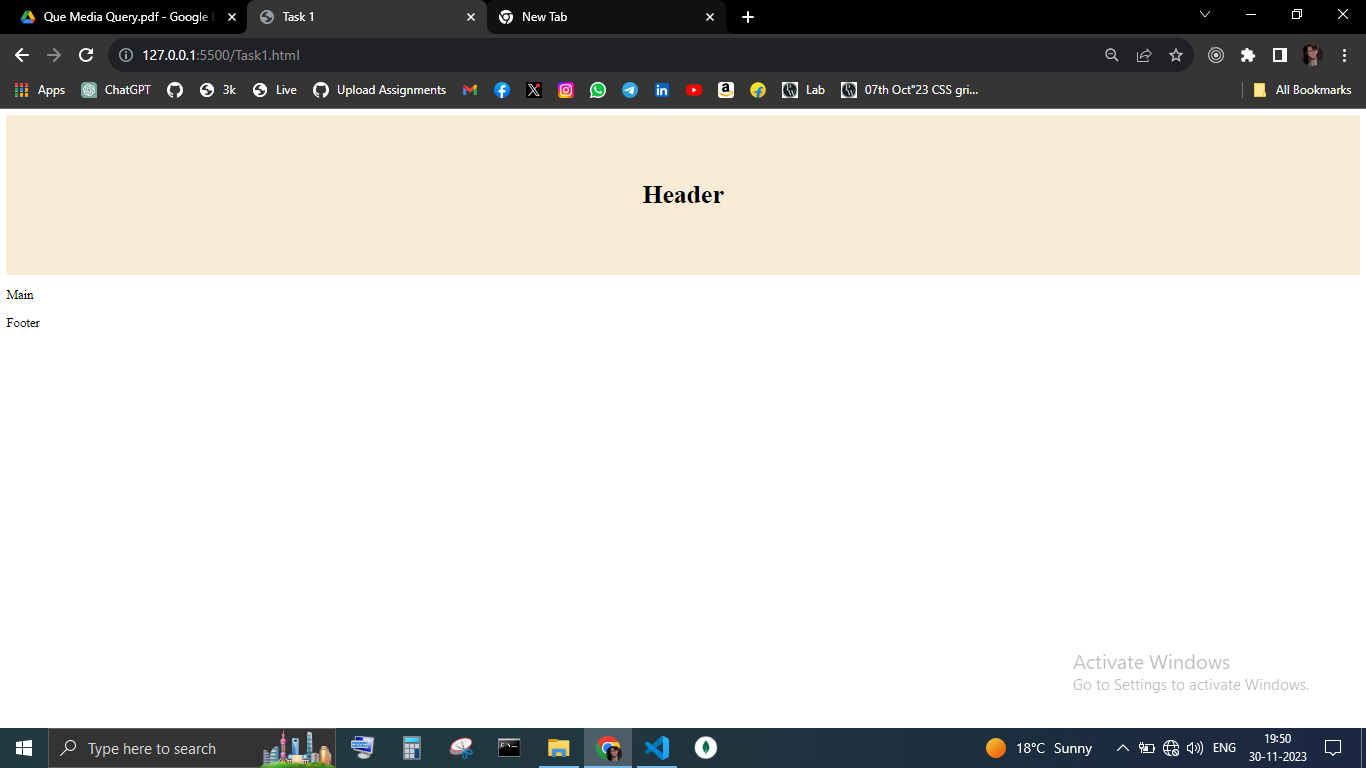 Que Media Query.pdf - Google
Task 1
New Tab
127.0.0.1:5500/Task1.html
Apps
ChatGPT
3k
Live
Upload Assignments
Lab
07th Oct"23 CSS gri...
All Bookmarks
Header
Main
Footer
Activate Windows
Go to Settings to activate Windows.
Type here to search
18°C Sunny
ENG
19:50
30-11-2023